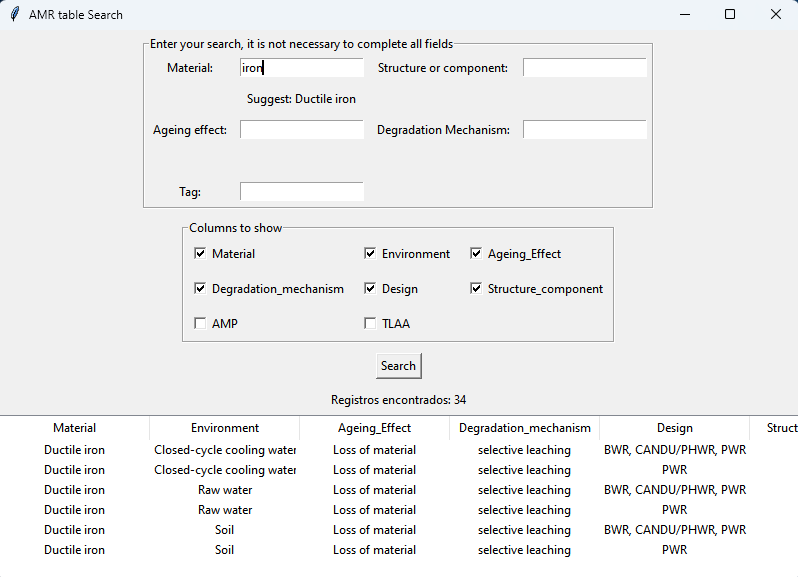 AMR table Search
Enter your search, it is not necessary to complete all fields
Material: iron Structure or component:
Suggest: Ductile iron
Ageing effect: Degradation Mechanism:
Tag:
Columns to show
Material Environment Ageing_Effect
Degradation_mechanism Design Structure_component
AMP TLAA
Search
Registros encontrados: 34
Material Environment Ageing_Effect Degradation_mechanism Design Struct
Ductile iron Closed-cycle cooling water Loss of material selective leaching BWR, CANDU/PHWR, PWR
Ductile iron Closed-cycle cooling water Loss of material selective leaching PWR
Ductile iron Raw water Loss of material selective leaching BWR, CANDU/PHWR, PWR
Ductile iron Raw water Loss of material selective leaching PWR
Ductile iron Soil Loss of material selective leaching BWR, CANDU/PHWR, PWR
Ductile iron Soil Loss of material selective leaching PWR